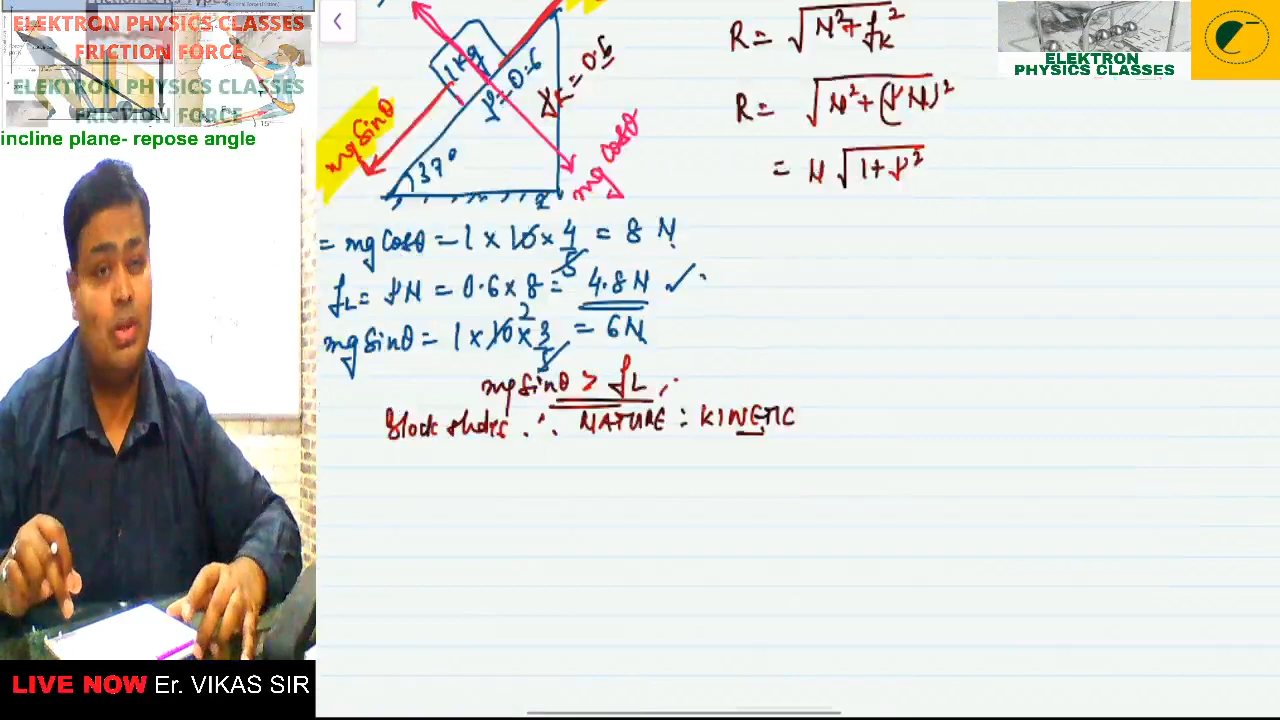 ELEKTRON PHYSICS CLASSES
FRICTION FORCE
ELEKTRON PHYSICS CLASSES
FRICTION FORCE
incline plane- repose angle
1kg
μ = 0.6
μk = 0.5
mg sinθ
37°
mg cosθ
R = √N² + fk²
R = √N² + (μN)²
= N √1+μ²
= mg cosθ = 1 × 10 × 4/5 = 8 N
fL = μN = 0.6 × 8 = 4.8 N ✓
mg sinθ = 1 × 10 × 3/5 = 6N
2
mg sinθ > fL
Block slides ∴ NATURE : KINETIC
ELEKTRON
PHYSICS CLASSES
LIVE NOW Er. VIKAS SIR